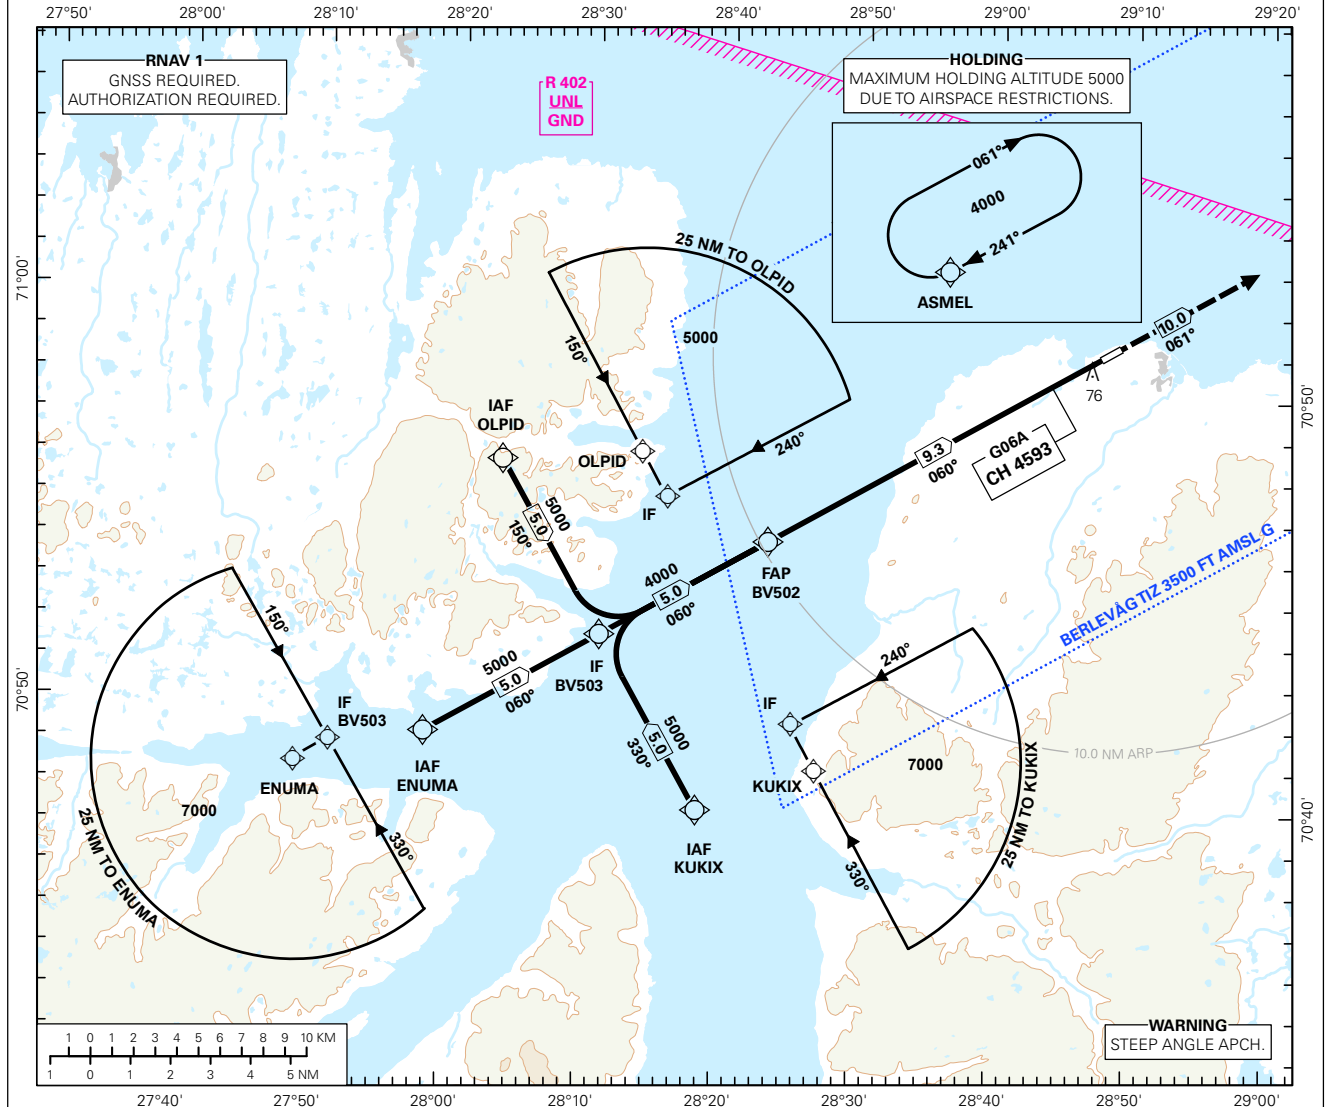 27°50'
28°00'
28°10'
28°20'
28°30'
28°40'
28°50'
29°00'
29°10'
29°20'
RNAV 1
GNSS REQUIRED.
AUTHORIZATION REQUIRED.
R 402
UNL
GND
HOLDING
MAXIMUM HOLDING ALTITUDE 5000
DUE TO AIRSPACE RESTRICTIONS.
061°
4000
241°
ASMEL
71°00'
25 NM TO OLPID
5000
150°
240°
OLPID
IF
10.0
061°
71
76
70°50'
IAF
OLPID
5000
5.0
150°
9.3
060°
G06A
CH 4593
FAP
BV502
4000
5.0
060°
BERLEVÅG TIZ 3500 FT AMSL G
150°
IF
BV503
5000
5.0
060°
240°
IF
KUKIX
7000
10.0 NM ARP
25 NM TO KUKIX
330°
70°50'
IF
BV503
ENUMA
IAF
ENUMA
7000
25 NM TO ENUMA
330°
5000
5.0
330°
IAF
KUKIX
70°40'
1 0 1 2 3 4 5 6 7 8 9 10 KM
1 0 1 2 3 4 5 NM
WARNING
STEEP ANGLE APCH.
27°40'
27°50'
28°00'
28°10'
28°20'
28°30'
28°40'
28°50'
29°00'